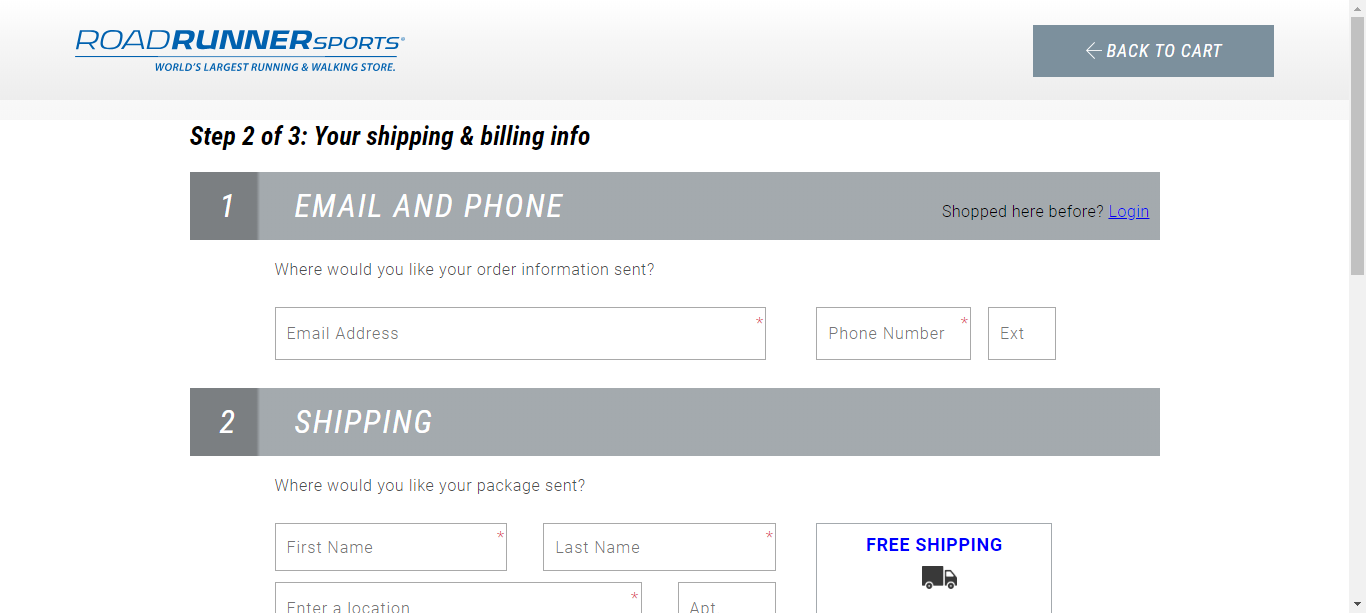 ROADRUNNERSPORTS®
WORLD'S LARGEST RUNNING & WALKING STORE.
BACK TO CART
Step 2 of 3: Your shipping & billing info
1 EMAIL AND PHONE
Shopped here before? Login
Where would you like your order information sent?
Email Address *
Phone Number *
Ext
2 SHIPPING
Where would you like your package sent?
First Name *
Last Name *
FREE SHIPPING
Enter a location *
Apt